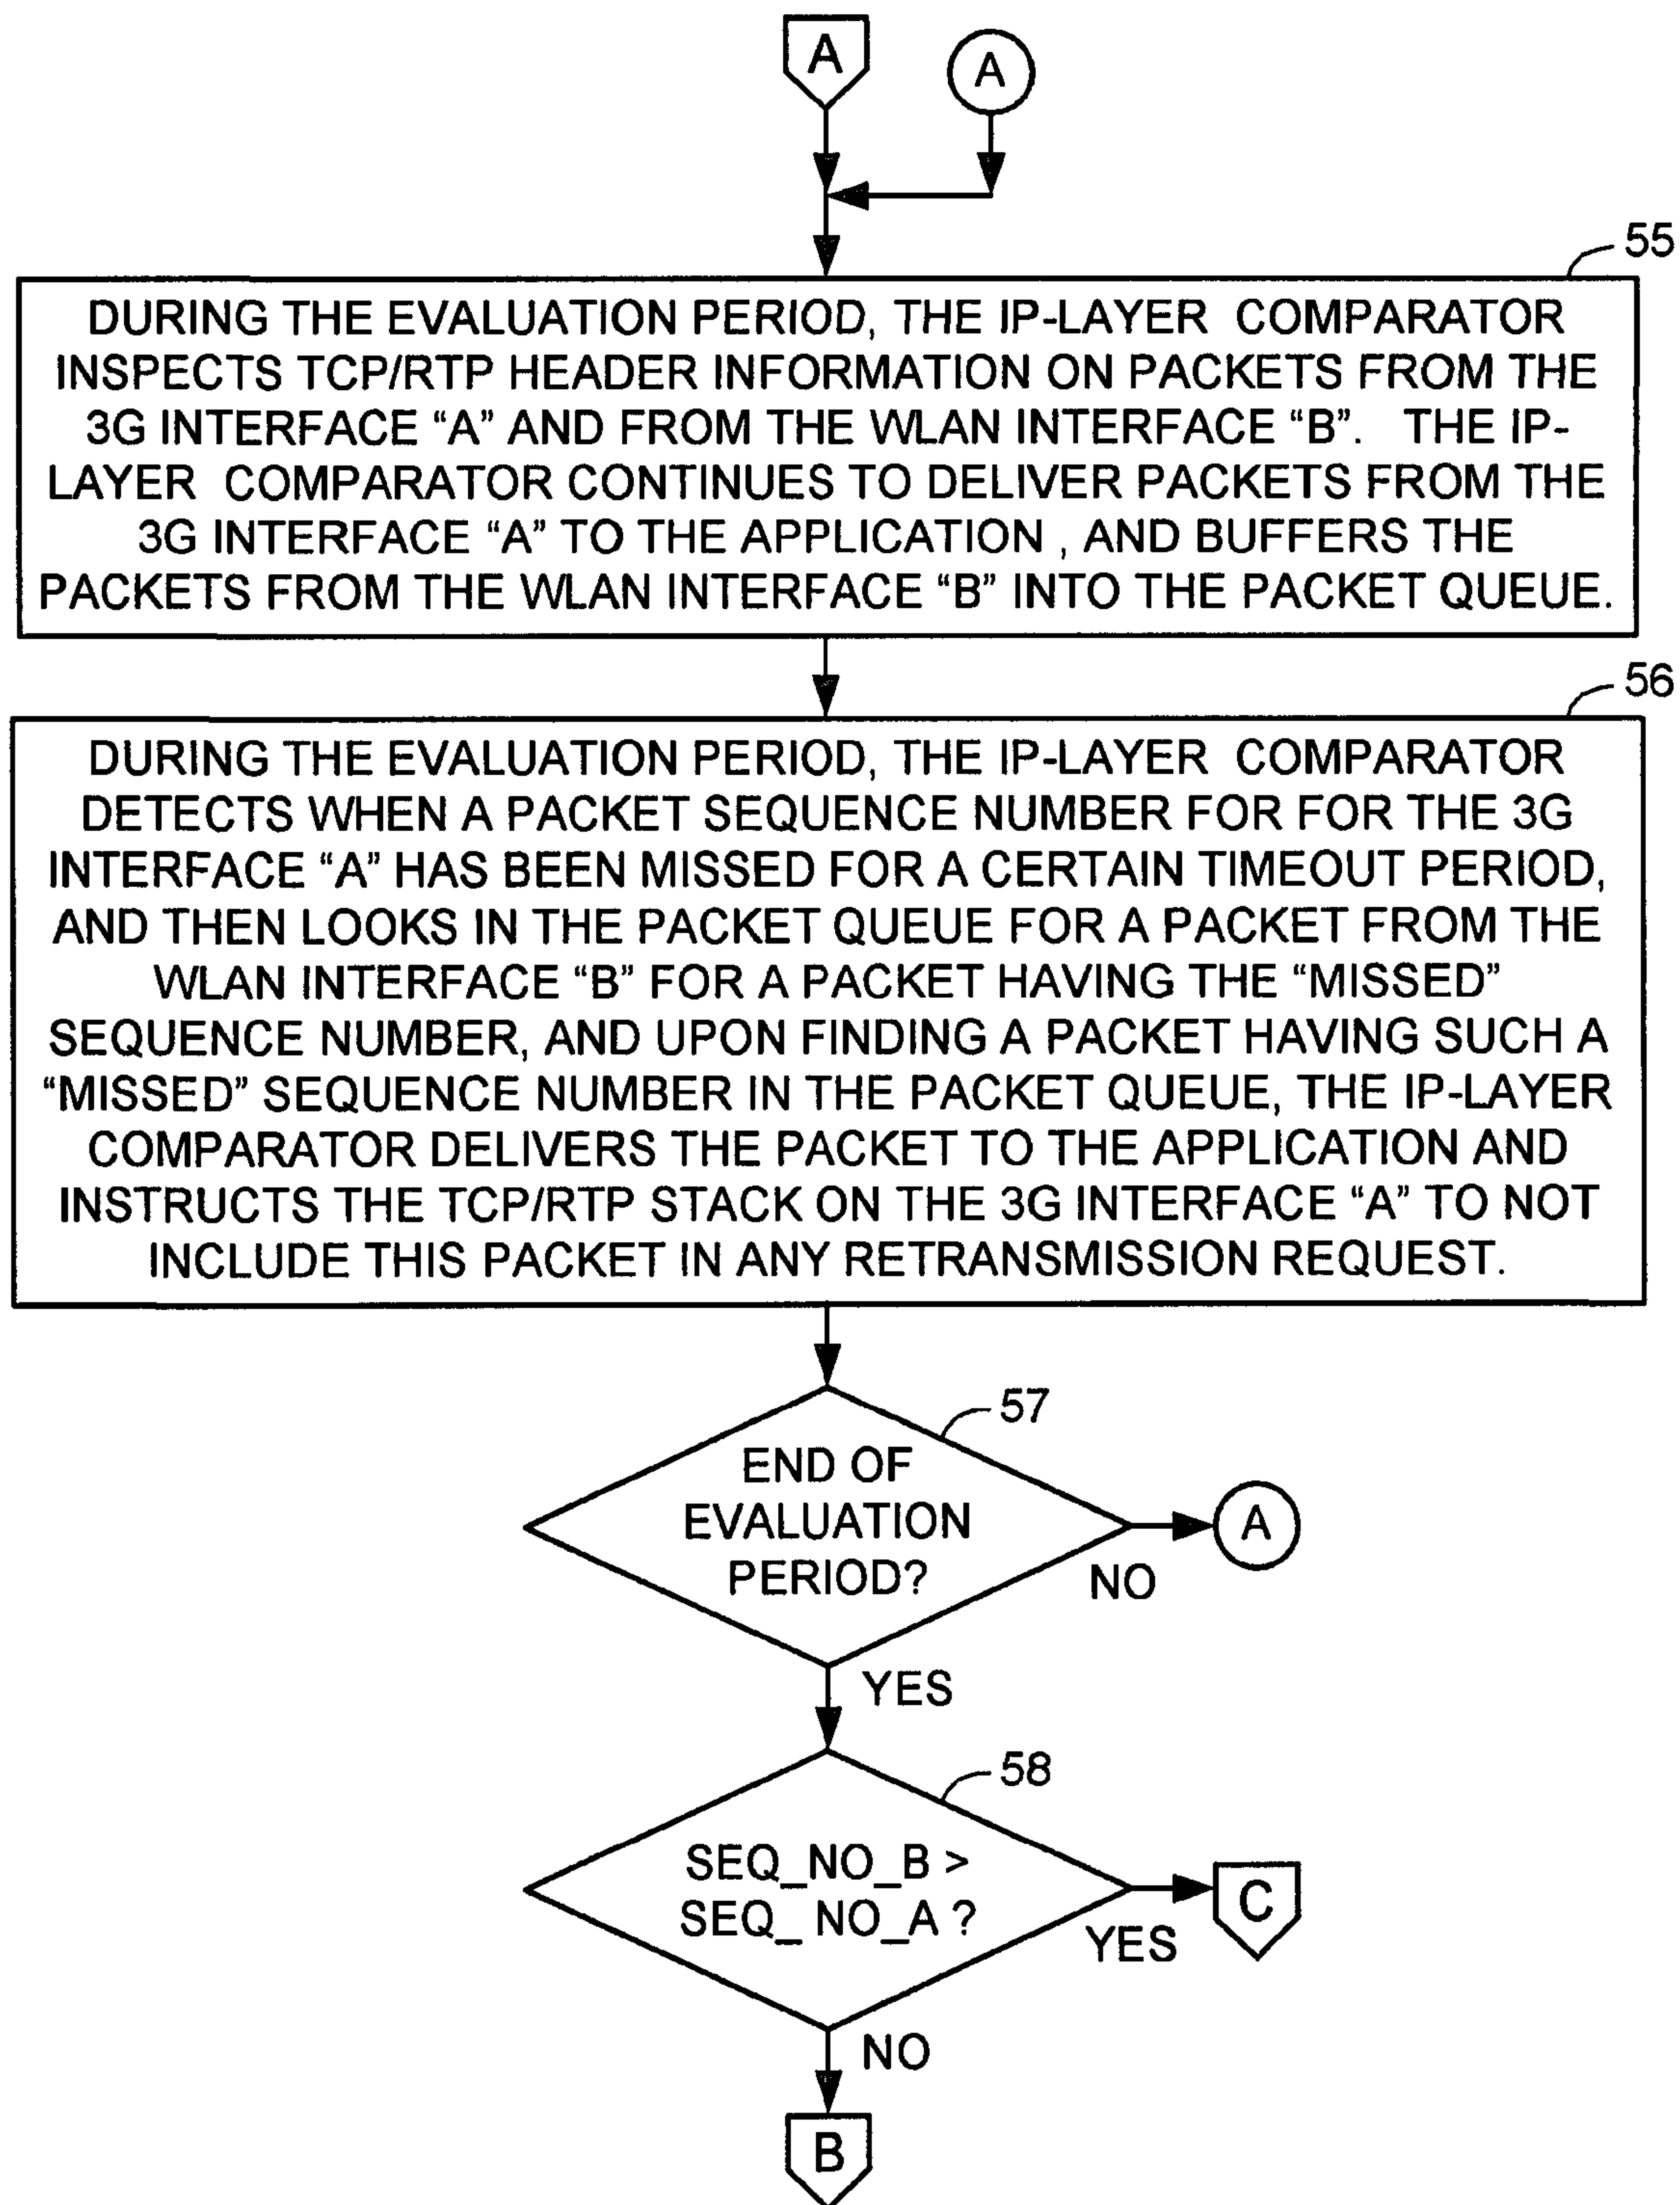 A
A
55
DURING THE EVALUATION PERIOD, THE IP-LAYER COMPARATOR
INSPECTS TCP/RTP HEADER INFORMATION ON PACKETS FROM THE
3G INTERFACE “A” AND FROM THE WLAN INTERFACE “B”. THE IP-
LAYER COMPARATOR CONTINUES TO DELIVER PACKETS FROM THE
3G INTERFACE “A” TO THE APPLICATION , AND BUFFERS THE
PACKETS FROM THE WLAN INTERFACE “B” INTO THE PACKET QUEUE.
56
DURING THE EVALUATION PERIOD, THE IP-LAYER COMPARATOR
DETECTS WHEN A PACKET SEQUENCE NUMBER FOR FOR THE 3G
INTERFACE “A” HAS BEEN MISSED FOR A CERTAIN TIMEOUT PERIOD,
AND THEN LOOKS IN THE PACKET QUEUE FOR A PACKET FROM THE
WLAN INTERFACE “B” FOR A PACKET HAVING THE “MISSED”
SEQUENCE NUMBER, AND UPON FINDING A PACKET HAVING SUCH A
“MISSED” SEQUENCE NUMBER IN THE PACKET QUEUE, THE IP-LAYER
COMPARATOR DELIVERS THE PACKET TO THE APPLICATION AND
INSTRUCTS THE TCP/RTP STACK ON THE 3G INTERFACE “A” TO NOT
INCLUDE THIS PACKET IN ANY RETRANSMISSION REQUEST.
57
END OF
EVALUATION
PERIOD?
A
NO
YES
58
SEQ_NO_B >
SEQ_ NO_A ?
C
YES
NO
B